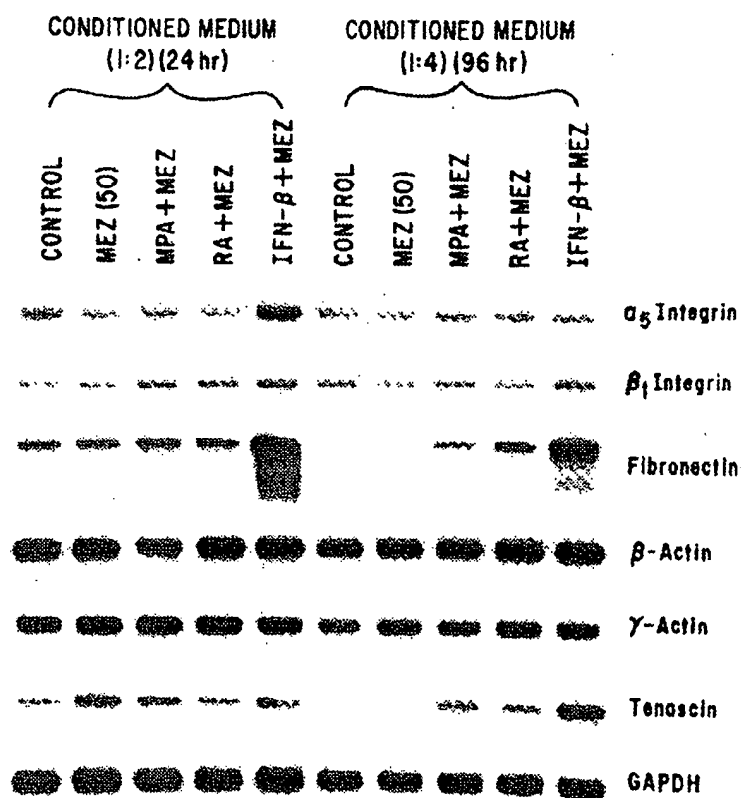 CONDITIONED MEDIUM CONDITIONED MEDIUM
(1:2)(24 hr) (1:4)(96 hr)
CONTROL
MEZ (50)
MPA+MEZ
RA+MEZ
IFN-β+MEZ
CONTROL
MEZ (50)
MPA+MEZ
RA+MEZ
IFN-β+MEZ
α5 Integrin
β1 Integrin
Fibronectin
β-Actin
γ-Actin
Tenascin
GAPDH